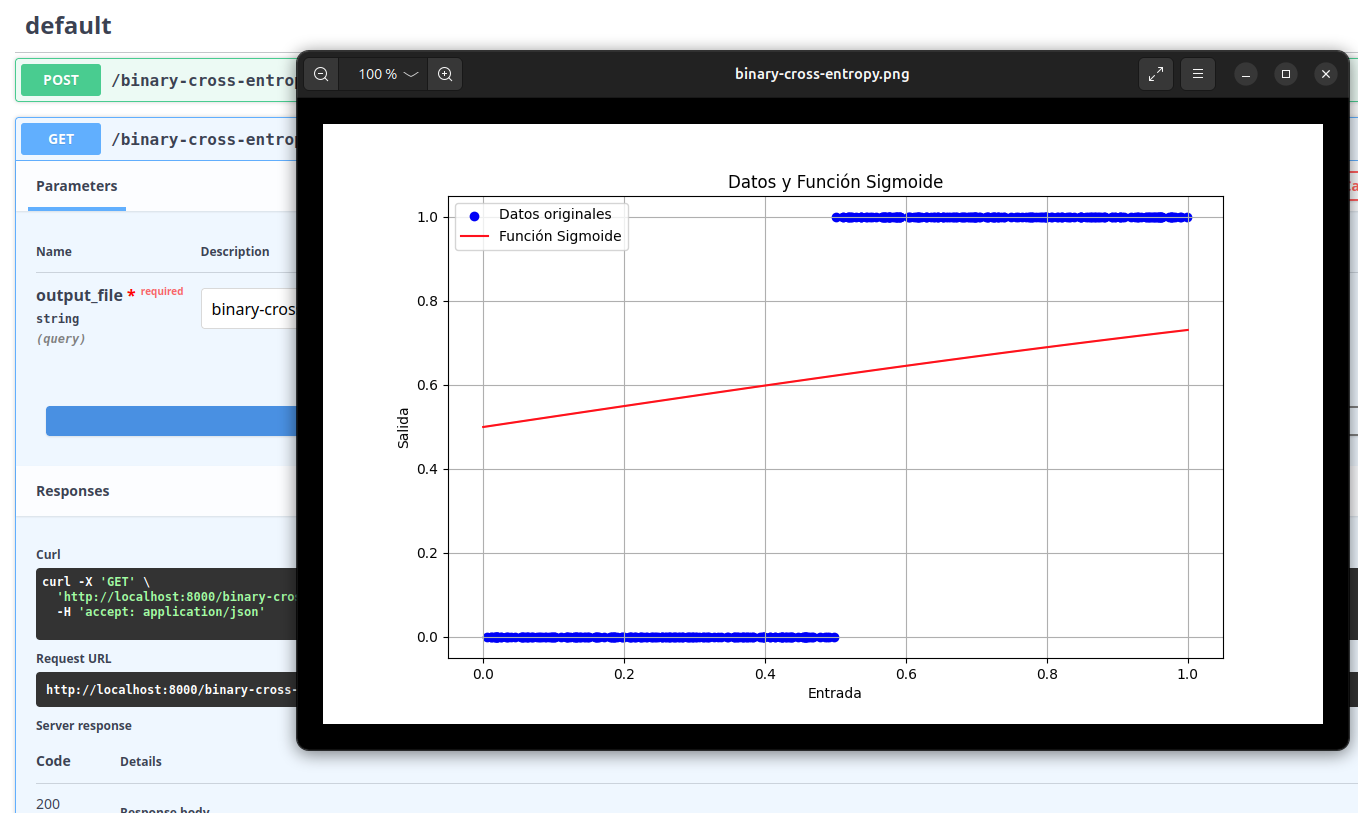 default
POST /binary-cross-entrop
GET /binary-cross-entrop
Parameters
Name Description
output_file * required
string
(query)
binary-cros
Responses
Curl
curl -X 'GET' \
'http://localhost:8000/binary-cro
-H 'accept: application/json'
Request URL
http://localhost:8000/binary-cross-
Server response
Code Details
200
Response body
100 %
binary-cross-entropy.png
Datos y Función Sigmoide
Datos originales
Función Sigmoide
1.0
0.8
0.6
0.4
0.2
0.0
Salida
0.0 0.2 0.4 0.6 0.8 1.0
Entrada